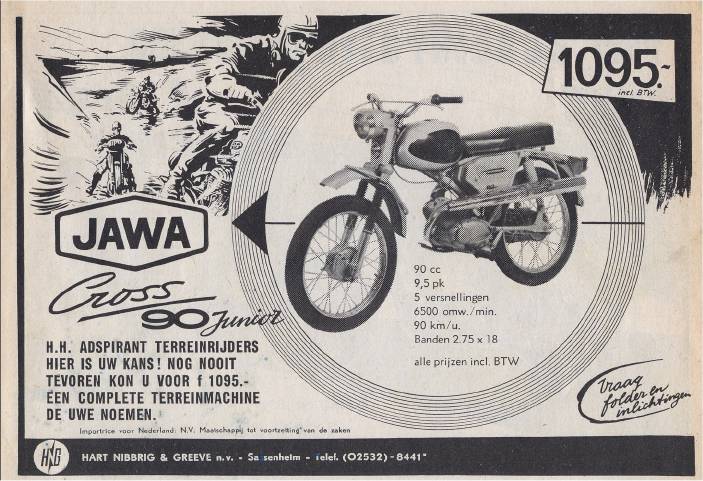 1095.-
incl. BTW.
JAWA
Cross
90 Junior
H.H. ADSPIRANT TERREINRIJDERS
HIER IS UW KANS! NOG NOOIT
TEVOREN KON U VOOR f 1095.-
EEN COMPLETE TERREINMACHINE
DE UWE NOEMEN.
90 cc
9,5 pk
5 versnellingen
6500 omw./min.
90 km/u.
Banden 2.75 x 18
alle prijzen incl. BTW
Vraag
folder en
inlichtingen
Importrice voor Nederland: N.V. Maatschappij tot voortzetting van de zaken
HNG
HART NIBBRIG & GREEVE n.v. - Sassenheim - Telef. (02532) - 8441*